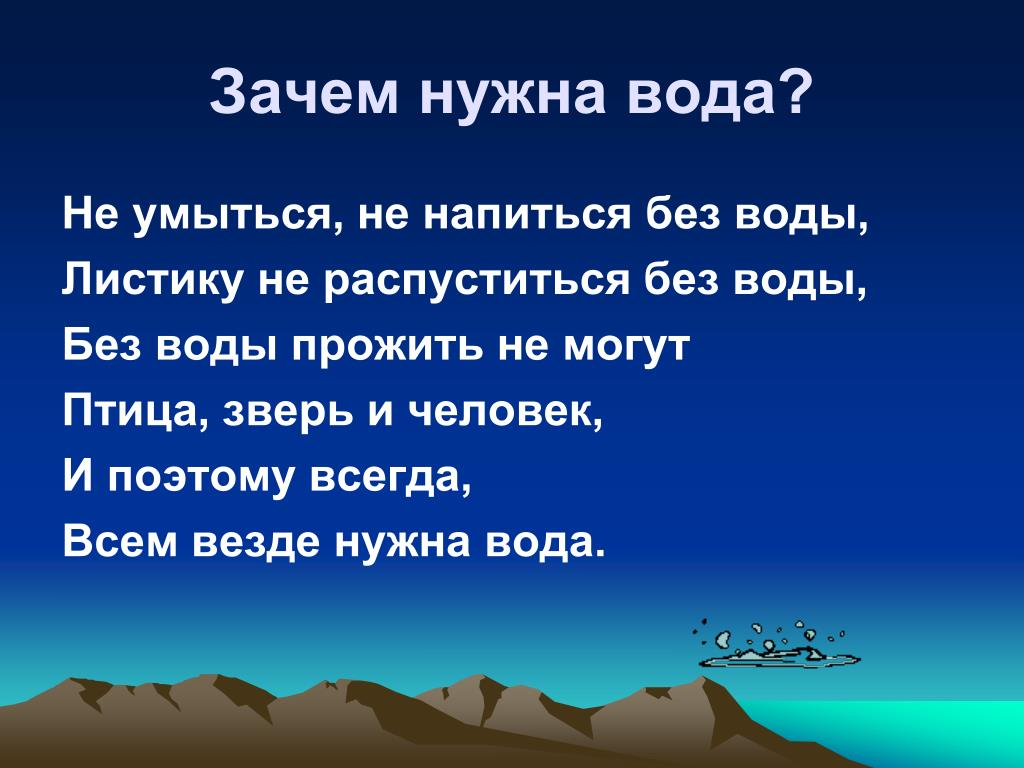 Зачем нужна вода?
Не умыться, не напиться без воды,
Листику не распуститься без воды,
Без воды прожить не могут
Птица, зверь и человек,
И поэтому всегда,
Всем везде нужна вода.